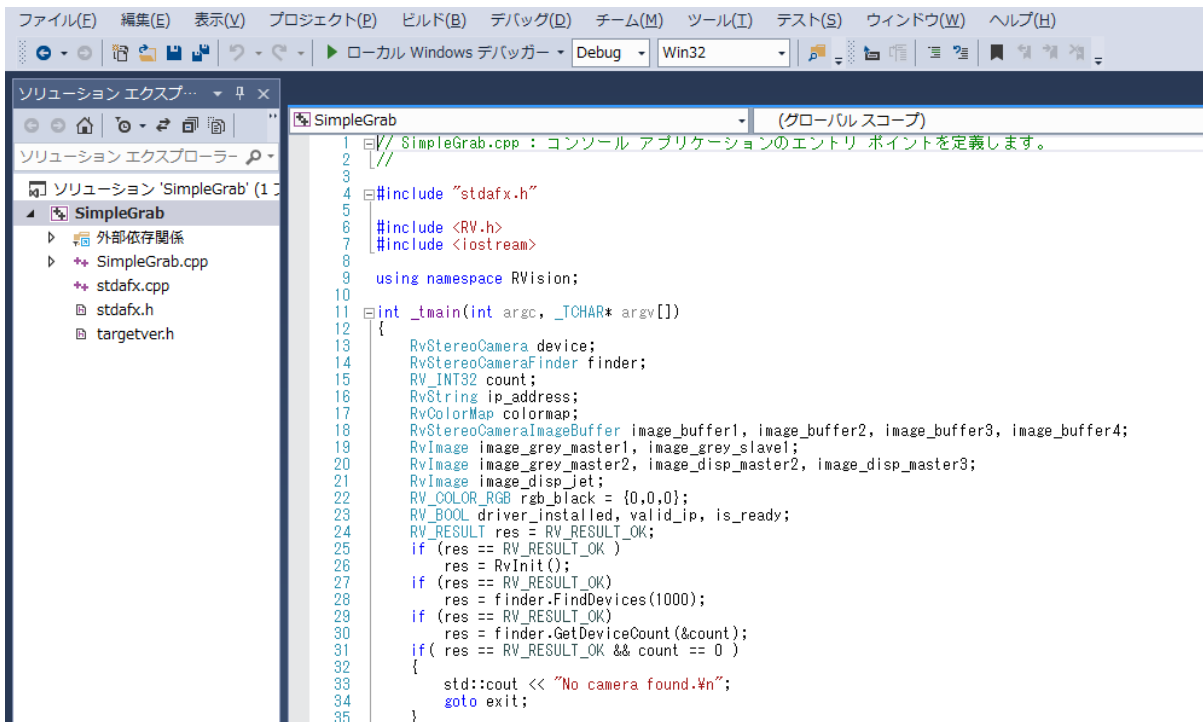 ファイル(F) 編集(E) 表示(V) プロジェクト(P) ビルド(B) デバッグ(D) チーム(M) ツール(T) テスト(S) ウィンドウ(W) ヘルプ(H)
ローカル Windows デバッガー Debug Win32
ソリューション エクスプ…
ソリューション エクスプローラー
ソリューション 'SimpleGrab' (1
SimpleGrab
外部依存関係
SimpleGrab.cpp
stdafx.cpp
stdafx.h
targetver.h
SimpleGrab (グローバル スコープ)
1 // SimpleGrab.cpp : コンソール アプリケーションのエントリ ポイントを定義します。
2 //
3
4 #include "stdafx.h"
5
6 #include <RV.h>
7 #include <iostream>
8
9 using namespace RVision;
10
11 int _tmain(int argc, _TCHAR* argv[])
12 {
13 RvStereoCamera device;
14 RvStereoCameraFinder finder;
15 RV_INT32 count;
16 RvString ip_address;
17 RvColorMap colormap;
18 RvStereoCameraImageBuffer image_buffer1, image_buffer2, image_buffer3, image_buffer4;
19 RvImage image_grey_master1, image_grey_slave1;
20 RvImage image_grey_master2, image_disp_master2, image_disp_master3;
21 RvImage image_disp_jet;
22 RV_COLOR_RGB rgb_black = {0,0,0};
23 RV_BOOL driver_installed, valid_ip, is_ready;
24 RV_RESULT res = RV_RESULT_OK;
25 if (res == RV_RESULT_OK )
26 res = RvInit();
27 if (res == RV_RESULT_OK)
28 res = finder.FindDevices(1000);
29 if (res == RV_RESULT_OK)
30 res = finder.GetDeviceCount(&count);
31 if( res == RV_RESULT_OK && count == 0 )
32 {
33 std::cout << "No camera found.¥n";
34 goto exit;
35 }